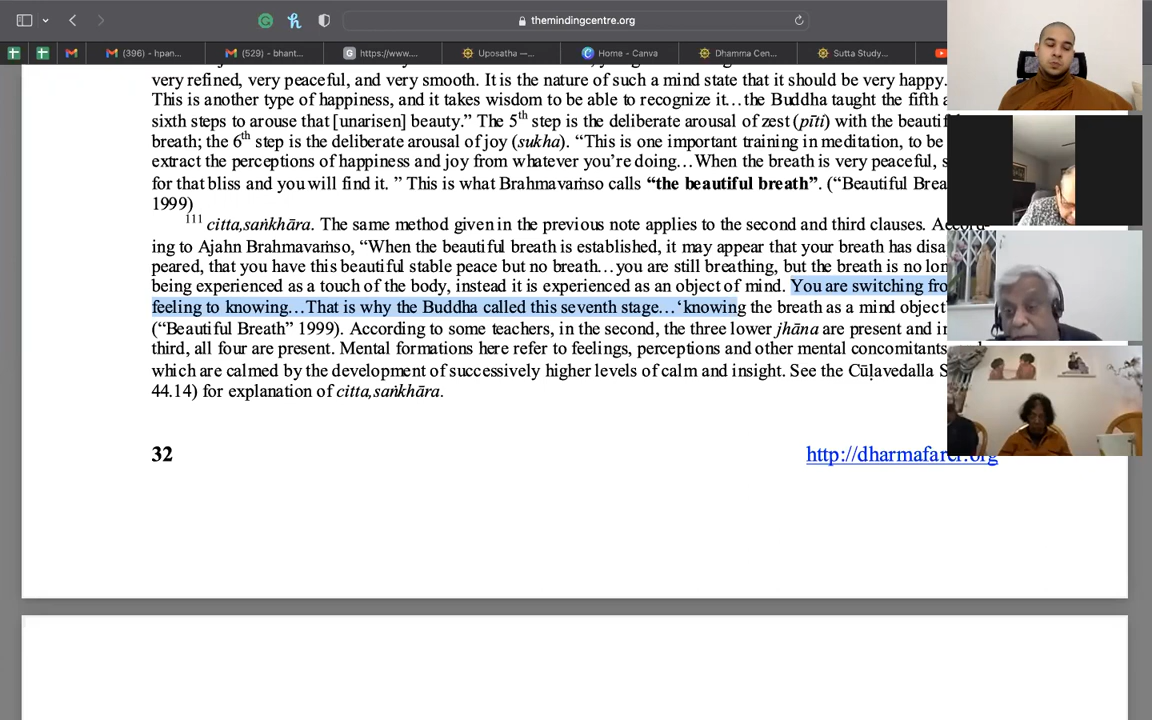 themindingcentre.org
(396) – hpan...
(529) – bhant...
G https://www....
Uposatha —...
Home - Canva
Dhamma Cen...
Sutta Study...
very refined, very peaceful, and very smooth. It is the nature of such a mind state that it should be very happy.
This is another type of happiness, and it takes wisdom to be able to recognize it…the Buddha taught the fifth a
sixth steps to arouse that [unarisen] beauty.” The 5th step is the deliberate arousal of zest (pīti) with the beautif
breath; the 6th step is the deliberate arousal of joy (sukha). “This is one important training in meditation, to be
extract the perceptions of happiness and joy from whatever you’re doing…When the breath is very peaceful, s
for that bliss and you will find it. ” This is what Brahmavaṁso calls “the beautiful breath”. (“Beautiful Brea
1999)
111 citta,saṅkhāra. The same method given in the previous note applies to the second and third clauses. Accord-
ing to Ajahn Brahmavaṁso, “When the beautiful breath is established, it may appear that your breath has disa
peared, that you have this beautiful stable peace but no breath…you are still breathing, but the breath is no lon
being experienced as a touch of the body, instead it is experienced as an object of mind. You are switching fro
feeling to knowing…That is why the Buddha called this seventh stage…‘knowing the breath as a mind object
(“Beautiful Breath” 1999). According to some teachers, in the second, the three lower jhāna are present and in
third, all four are present. Mental formations here refer to feelings, perceptions and other mental concomitants,
which are calmed by the development of successively higher levels of calm and insight. See the Cūḷavedalla S
44.14) for explanation of citta,saṅkhāra.
32
http://dharmafarer.org